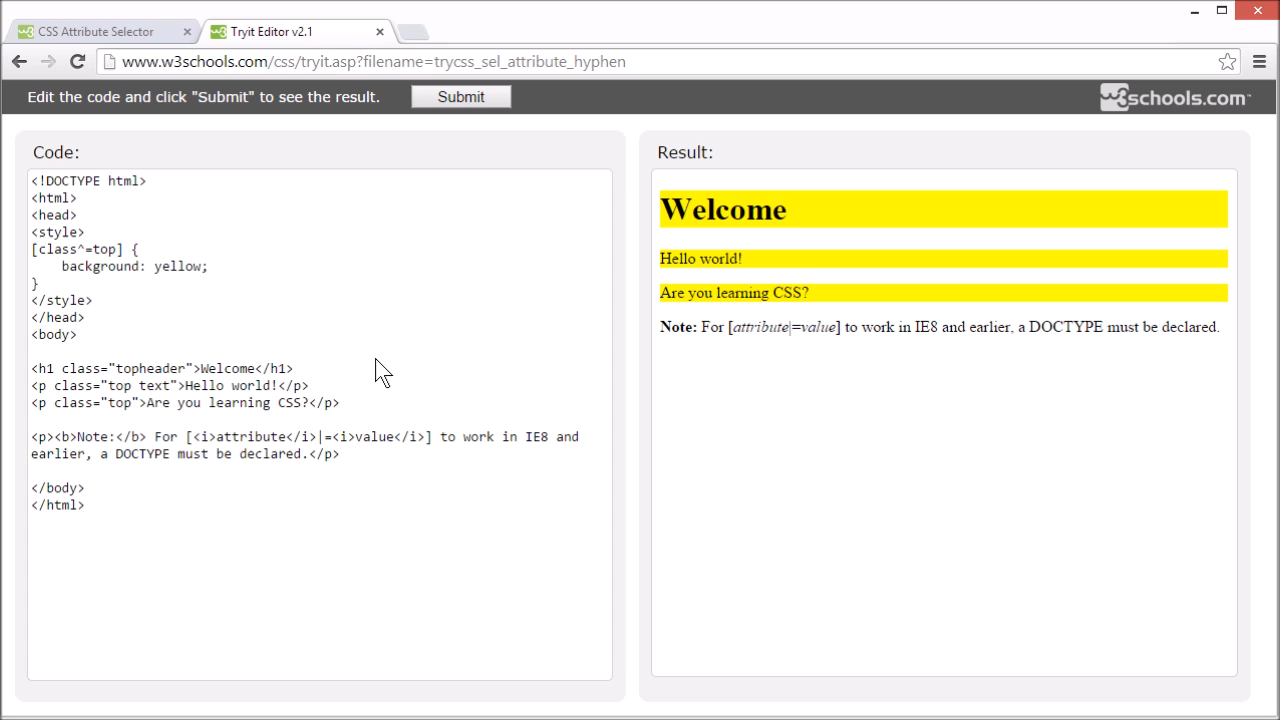 CSS Attribute Selector
Tryit Editor v2.1
www.w3schools.com/css/tryit.asp?filename=trycss_sel_attribute_hyphen
Edit the code and click "Submit" to see the result.
Submit
w3schools.com
Code:
<!DOCTYPE html>
<html>
<head>
<style>
[class^=top] {
    background: yellow;
}
</style>
</head>
<body>
<h1 class="topheader">Welcome</h1>
<p class="top text">Hello world!</p>
<p class="top">Are you learning CSS?</p>
<p><b>Note:</b> For [<i>attribute</i>|=<i>value</i>] to work in IE8 and
earlier, a DOCTYPE must be declared.</p>
</body>
</html>
Result:
Welcome
Hello world!
Are you learning CSS?
Note: For [attribute|=value] to work in IE8 and earlier, a DOCTYPE must be declared.